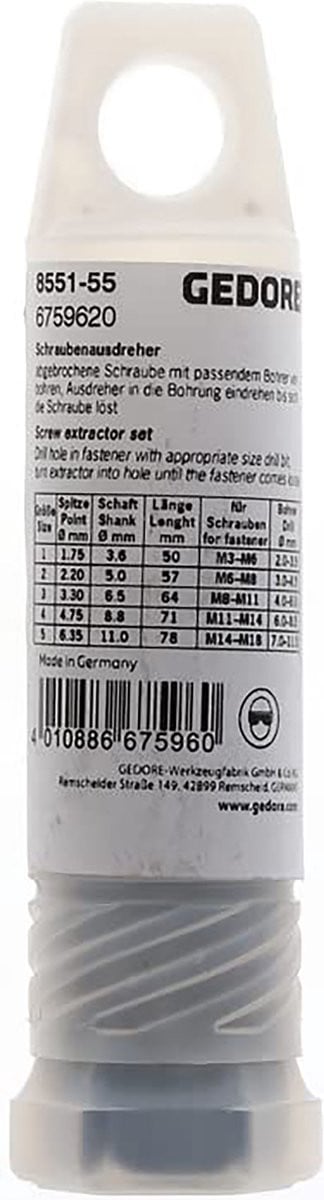 8551-55 GEDORE
6759620
Schraubenausdreher
abgebrochene Schraube mit passendem Bohrer
bohren, Ausdreher in die Bohrung eindrehen bis sich
die Schraube löst
Screw extractor set
Drill hole in fastener with appropriate size drill bit,
turn extractor into hole until the fastener comes
Größe Spitze Schaft Länge für Bohrer
Size Point Shank Lenght Schrauben Drill
Ø mm Ø mm mm for fastener Ø mm
1 1.75 3.6 50 M3-M6
2 2.20 5.0 57 M6-M8
3 3.30 6.5 64 M8-M11
4 4.75 8.8 71 M11-M14
5 6.35 11.0 78 M14-M18
Made in Germany
4 010886 675960
GEDORE-Werkzeugfabrik GmbH & Co. KG
Remscheider Straße 149, 42899 Remscheid, GERMANY
www.gedore.com